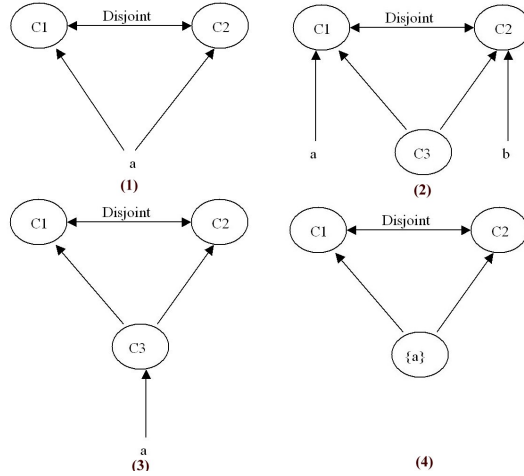 C1 Disjoint C2
a
(1)
C1 Disjoint C2
a C3 b
(2)
C1 Disjoint C2
C3
a
(3)
C1 Disjoint C2
{a}
(4)